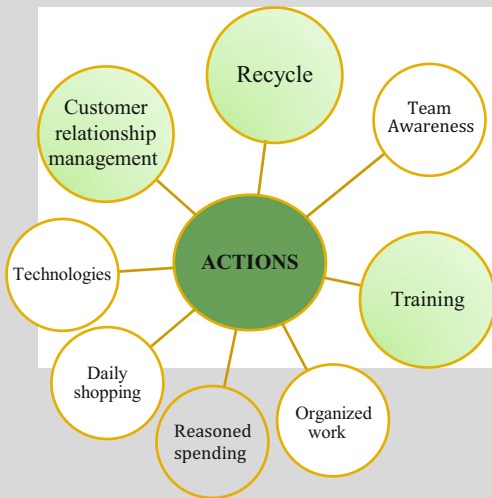 Recycle
Customer
relationship
management
Team
Awareness
ACTIONS
Technologies
Training
Daily
shopping
Organized
work
Reasoned
spending